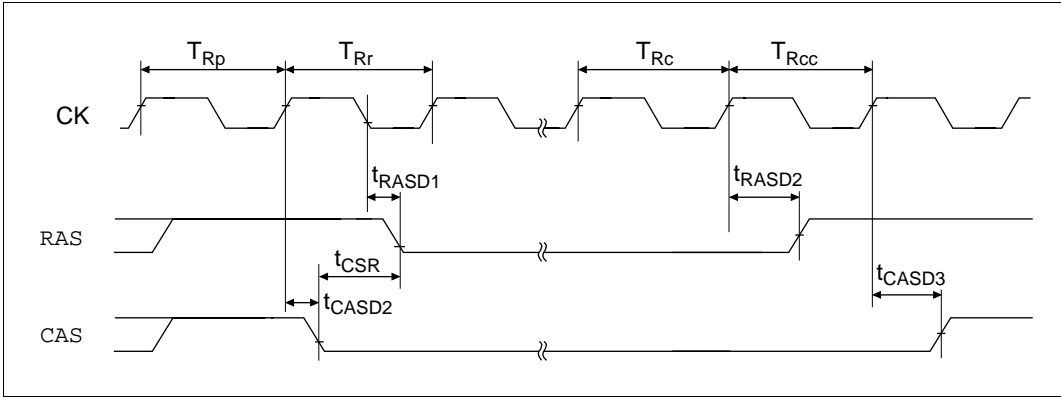 TRp TRr TRc TRcc
CK
tRASD1 tRASD2
RAS
tCSR tCASD3
tCASD2
CAS